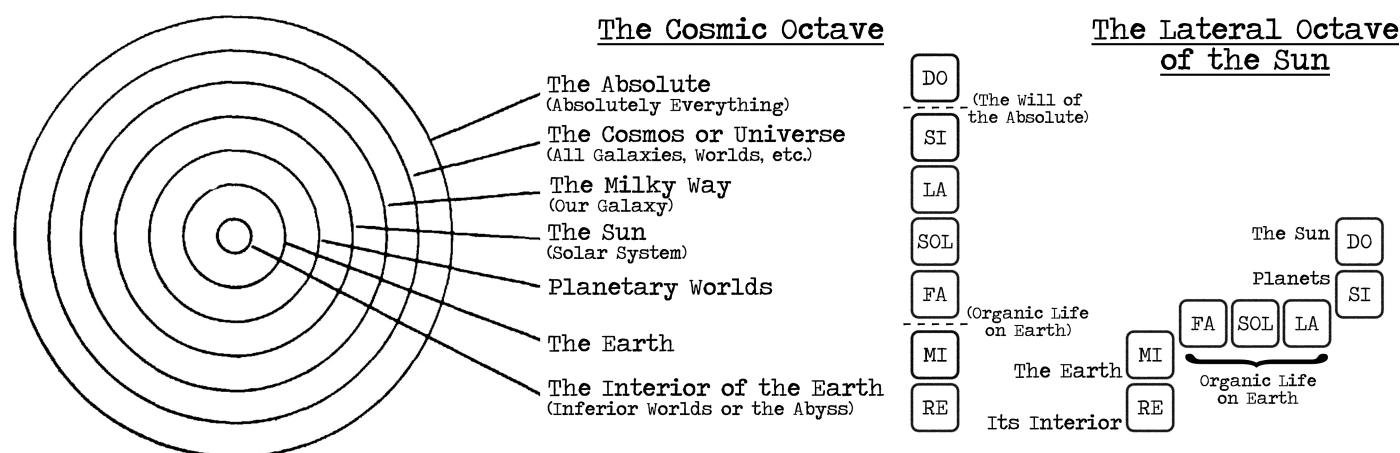 The Cosmic Octave
The Absolute
(Absolutely Everything)
The Cosmos or Universe
(All Galaxies, Worlds, etc.)
The Milky Way
(Our Galaxy)
The Sun
(Solar System)
Planetary Worlds
The Earth
The Interior of the Earth
(Inferior Worlds or the Abyss)
DO
(The Will of
the Absolute)
SI
LA
SOL
FA
(Organic Life
on Earth)
MI
RE
The Lateral Octave
of the Sun
The Sun DO
Planets SI
FA SOL LA
Organic Life
on Earth
The Earth MI
Its Interior RE